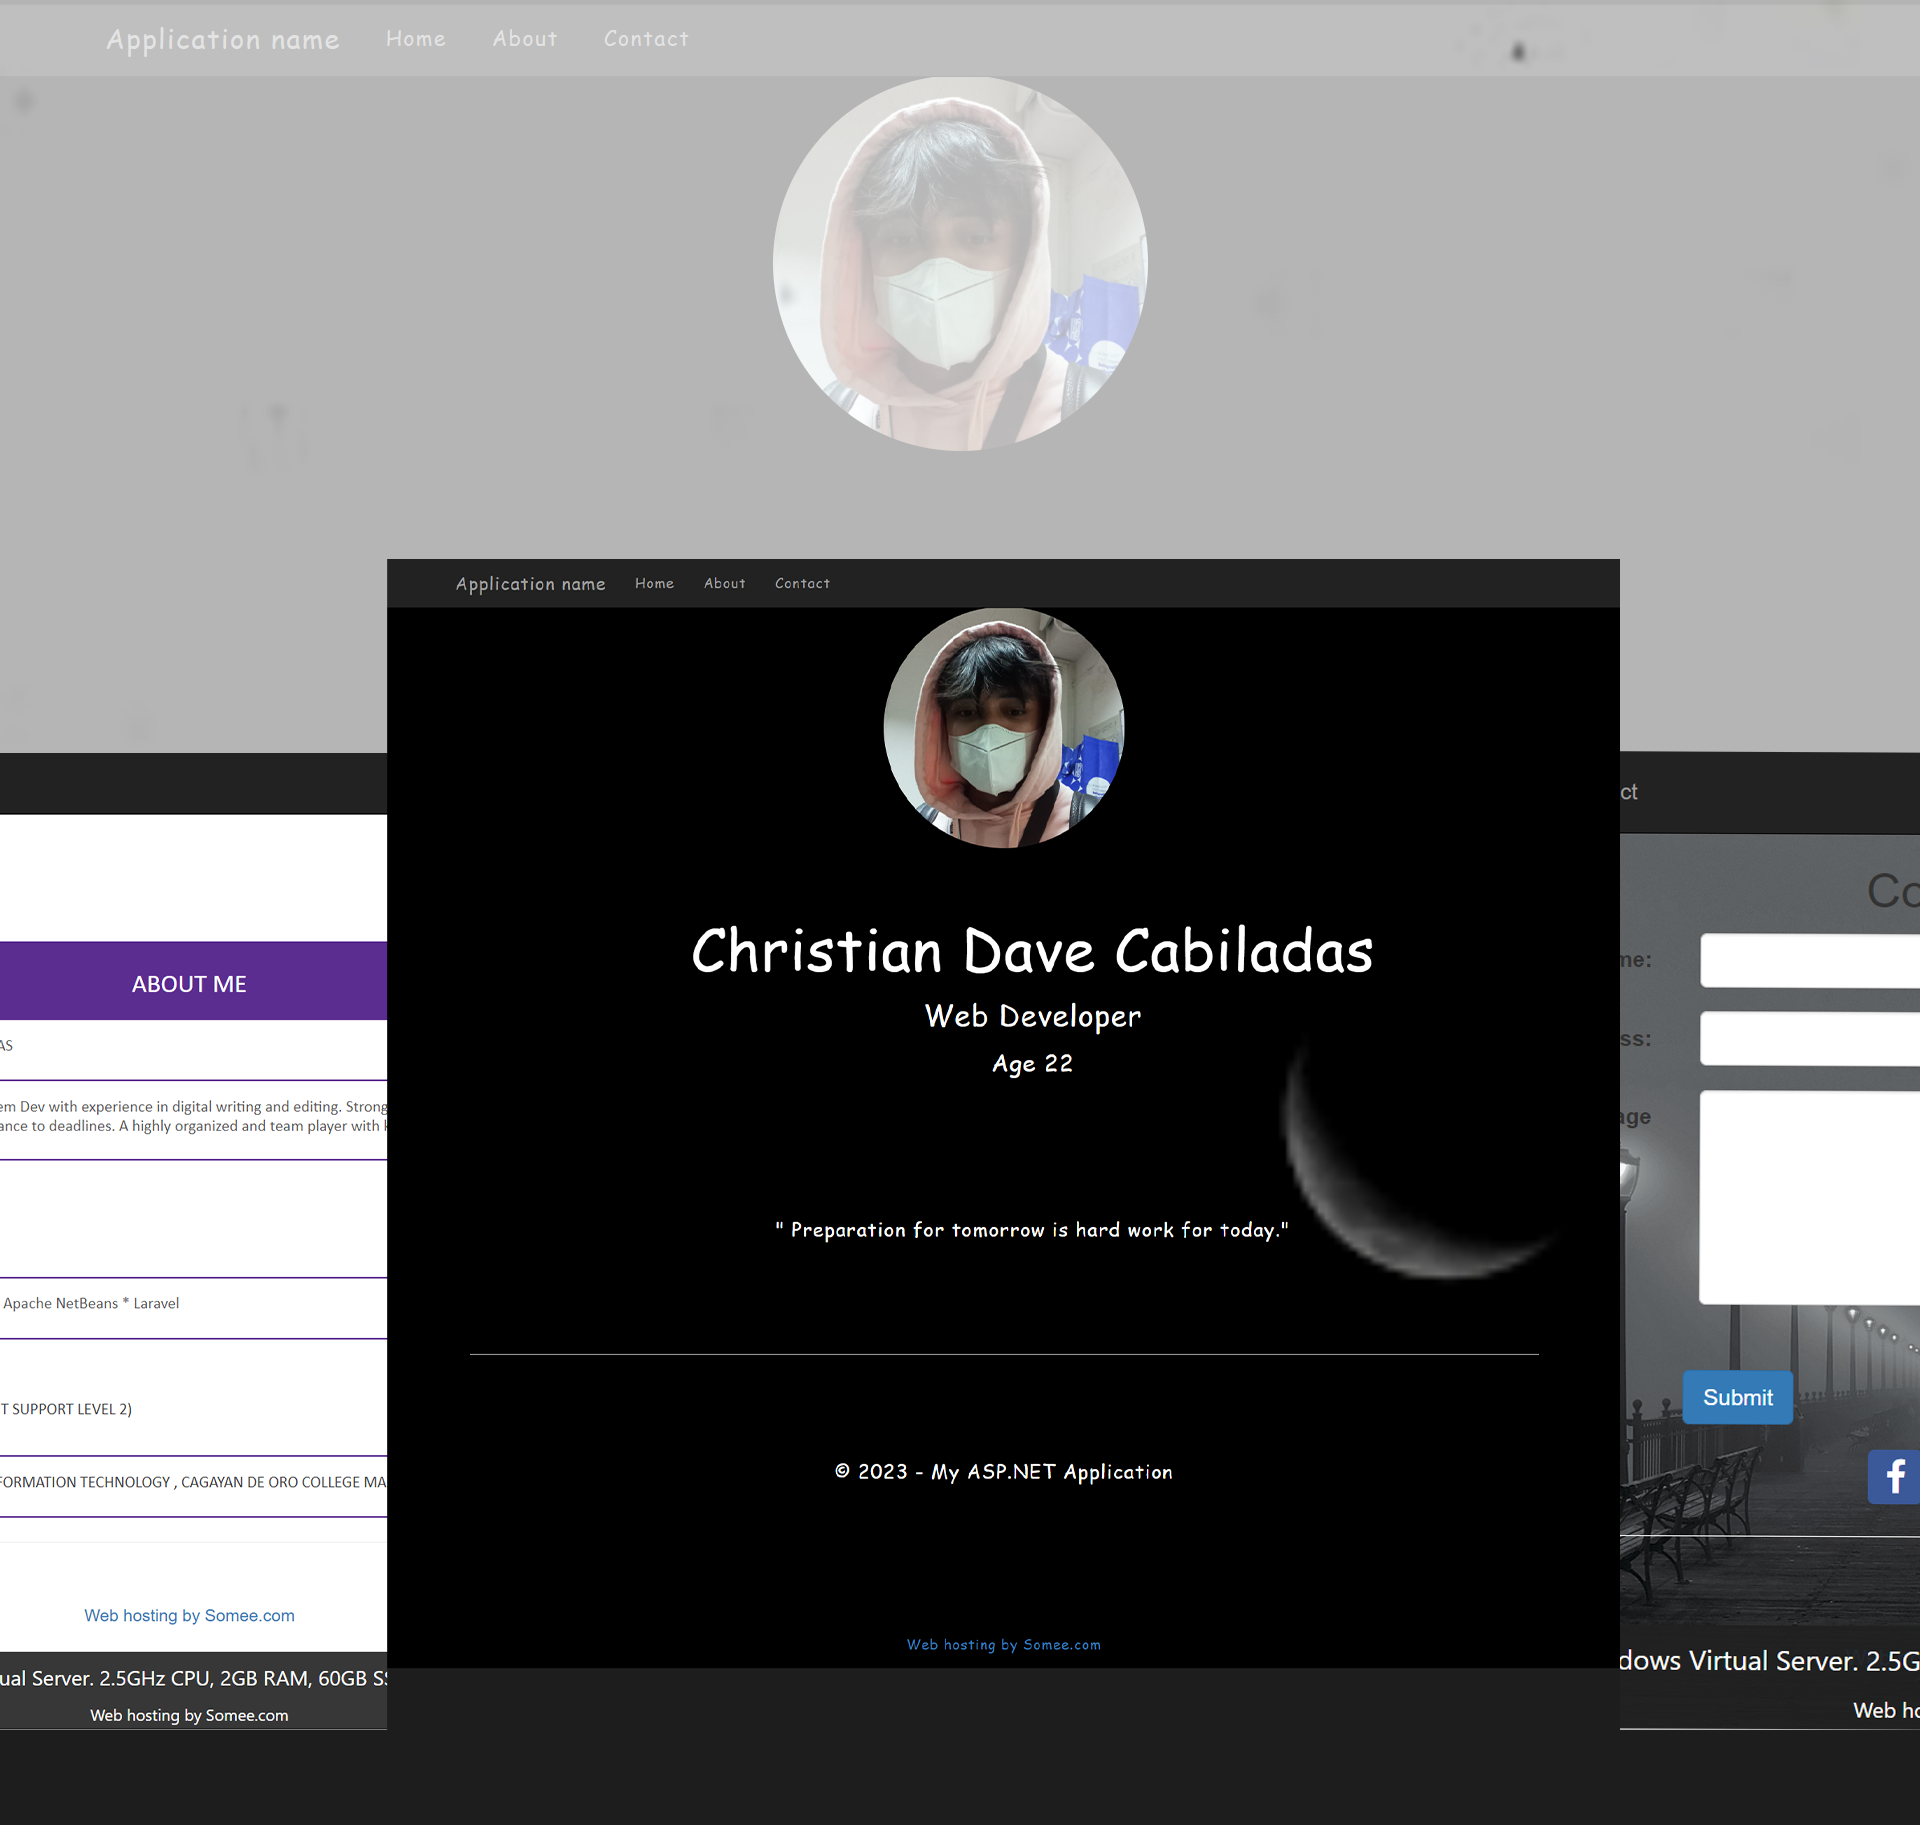 Application name Home About Contact
Application name Home About Contact
Christian Dave Cabiladas
Web Developer
Age 22
" Preparation for tomorrow is hard work for today."
© 2023 - My ASP.NET Application
Web hosting by Somee.com
ABOUT ME
AS
em Dev with experience in digital writing and editing. Strong
ance to deadlines. A highly organized and team player with
Apache NetBeans * Laravel
T SUPPORT LEVEL 2)
FORMATION TECHNOLOGY , CAGAYAN DE ORO COLLEGE MA
Web hosting by Somee.com
ual Server. 2.5GHz CPU, 2GB RAM, 60GB SS
Web hosting by Somee.com
ct
Co
me:
ss:
age
Submit
f
dows Virtual Server. 2.5G
Web ho